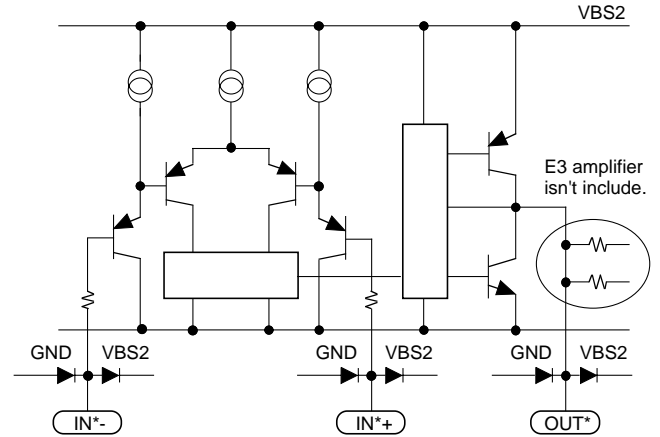 VBS2
E3 amplifier
isn't include.
GND VBS2
GND VBS2
GND VBS2
IN*-
IN*+
OUT*